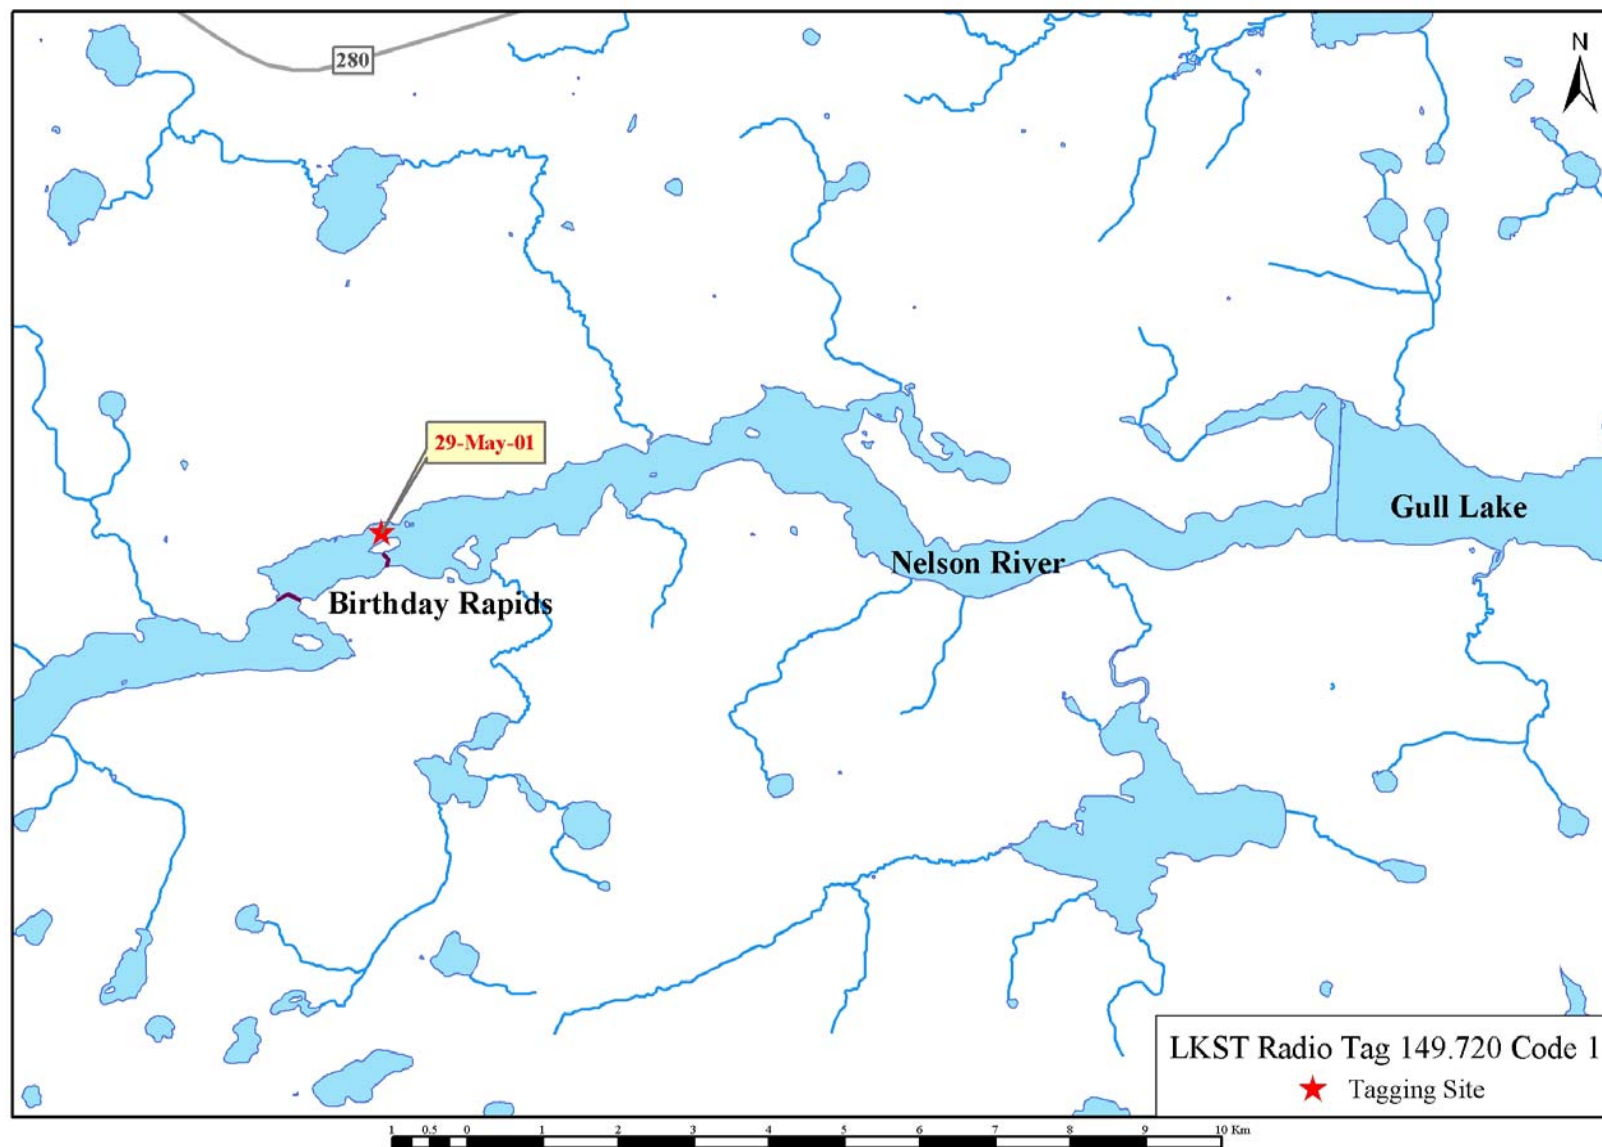 280
N
29-May-01
Gull Lake
Nelson River
Birthday Rapids
LKST Radio Tag 149.720 Code 1
Tagging Site
1 0.5 0 1 2 3 4 5 6 7 8 9 10 Km